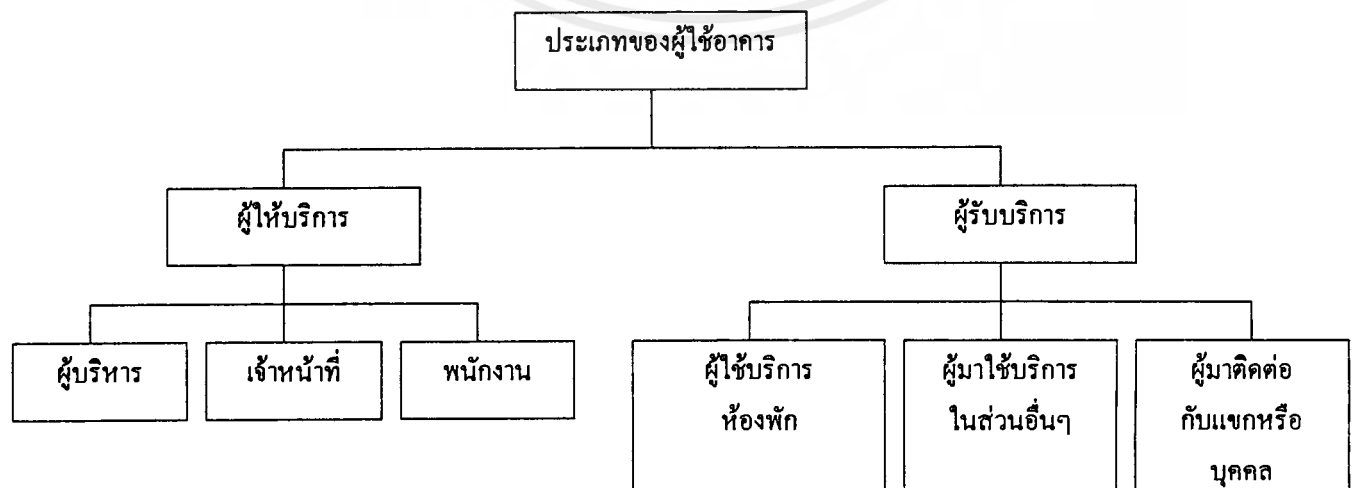 ประเภทของผู้ใช้อาคาร
ผู้ให้บริการ
ผู้รับบริการ
ผู้บริหาร
เจ้าหน้าที่
พนักงาน
ผู้ใช้บริการ
ห้องพัก
ผู้มาใช้บริการ
ในส่วนอื่นๆ
ผู้มาติดต่อ
กับแขกหรือ
บุคคล